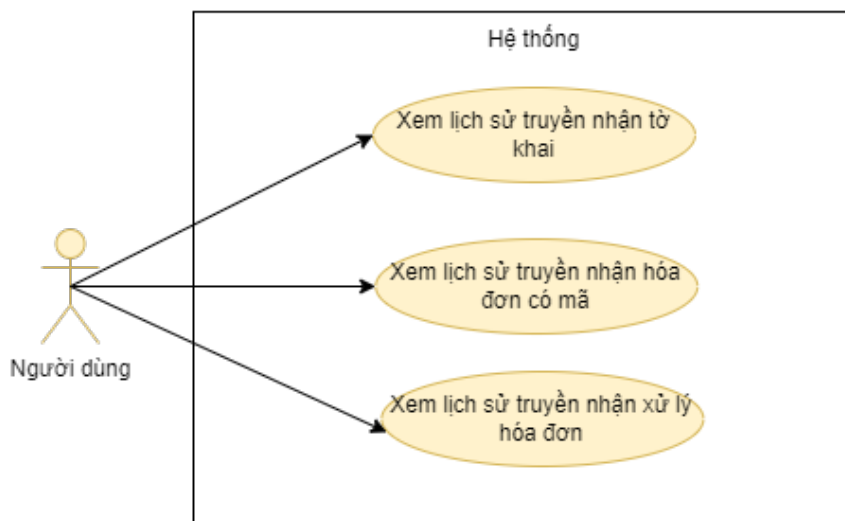 Hệ thống
Xem lịch sử truyền nhận tờ
khai
Xem lịch sử truyền nhận hóa
đơn có mã
Người dùng
Xem lịch sử truyền nhận xử lý
hóa đơn